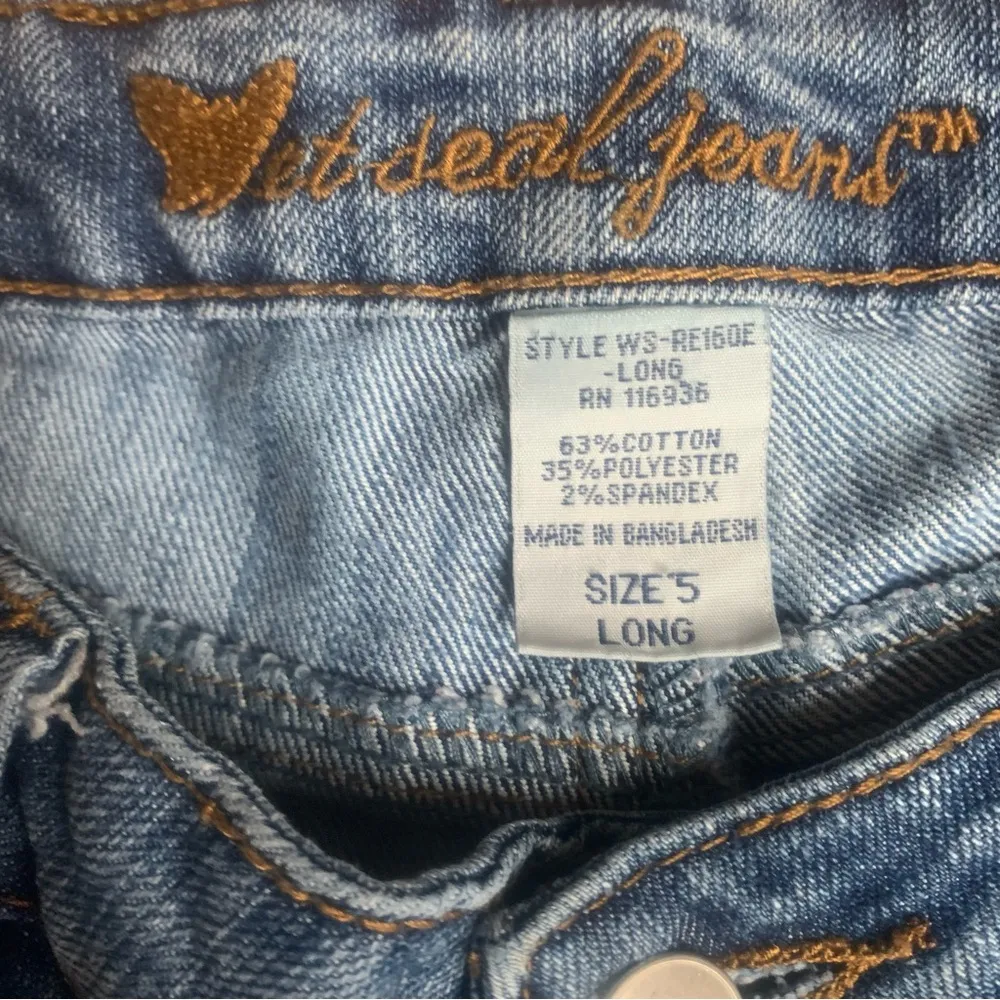 Wet seal jeans™
STYLE WS-RE160E
-LONG
RN 116936
63%COTTON
35%POLYESTER
2%SPANDEX
MADE IN BANGLADESH
SIZE 5
LONG